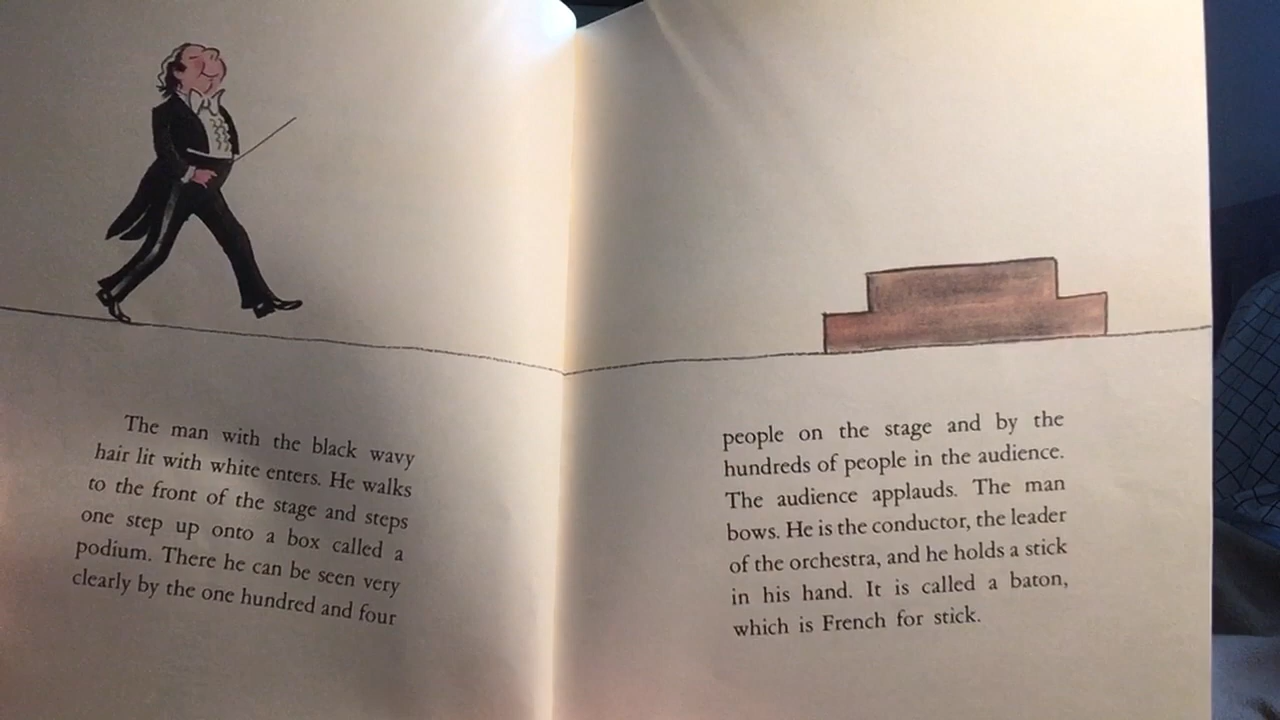 The man with the black wavy
hair lit with white enters. He walks
to the front of the stage and steps
one step up onto a box called a
podium. There he can be seen very
clearly by the one hundred and four
people on the stage and by the
hundreds of people in the audience.
The audience applauds. The man
bows. He is the conductor, the leader
of the orchestra, and he holds a stick
in his hand. It is called a baton,
which is French for stick.